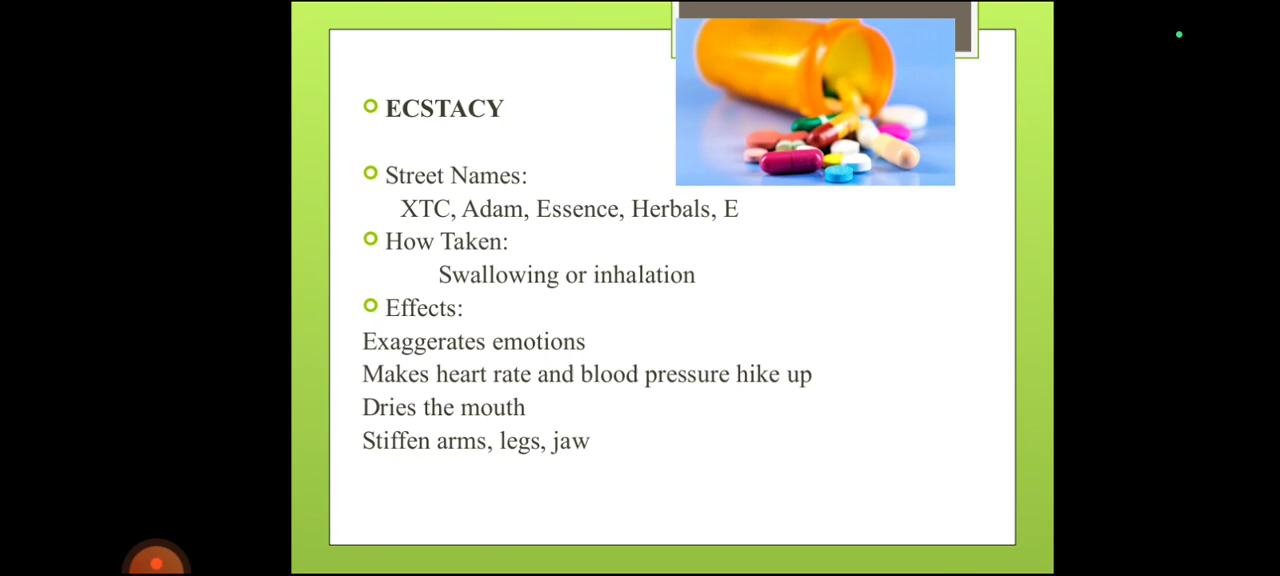 ECSTACY
Street Names:
XTC, Adam, Essence, Herbals, E
How Taken:
Swallowing or inhalation
Effects:
Exaggerates emotions
Makes heart rate and blood pressure hike up
Dries the mouth
Stiffen arms, legs, jaw